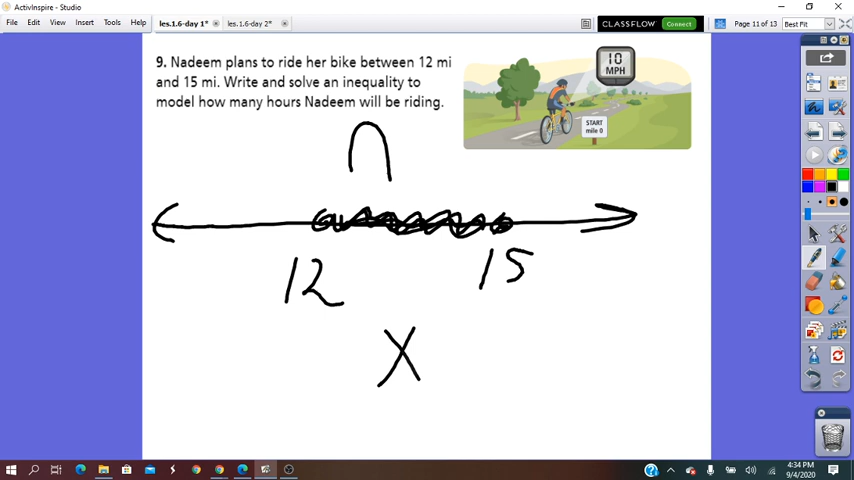 ActivInspire - Studio
File Edit View Insert Tools Help
les.1.6-day 1*
les.1.6-day 2*
CLASSFLOW Connect
Page 11 of 13
Best Fit
9. Nadeem plans to ride her bike between 12 mi
and 15 mi. Write and solve an inequality to
model how many hours Nadeem will be riding.
10
MPH
START
mile 0
∩
12
15
X
4:34 PM
9/4/2020